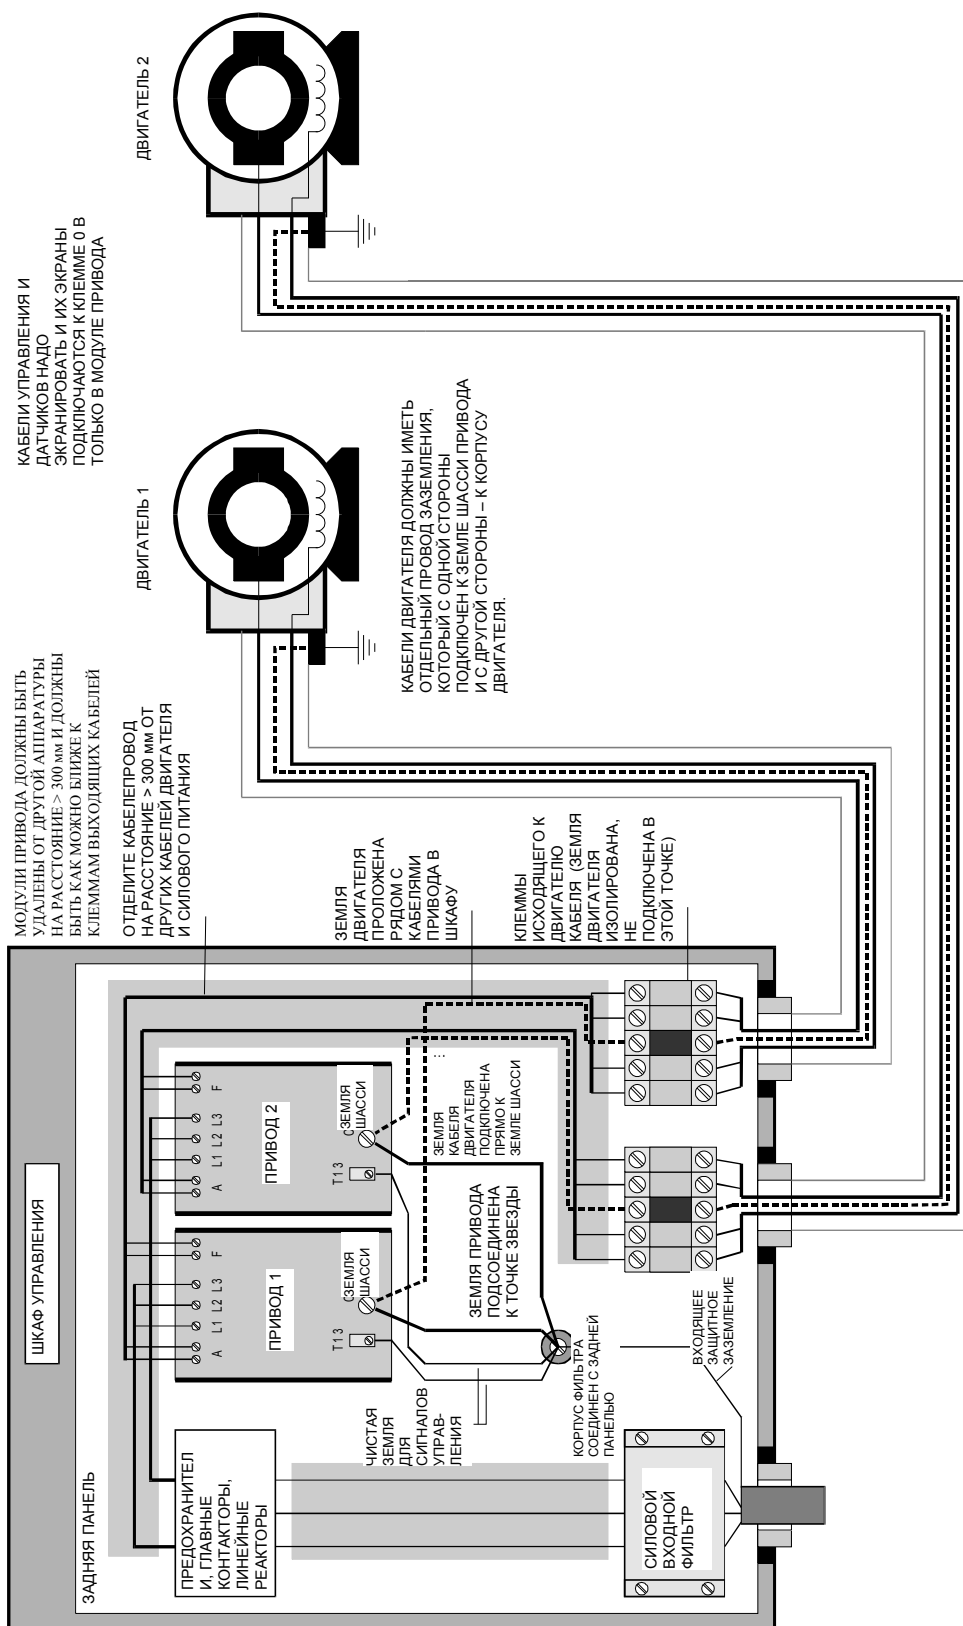 КАБЕЛИ УПРАВЛЕНИЯ И
ДАТЧИКОВ НАДО
ЭКРАНИРОВАТЬ И ИХ ЭКРАНЫ
ПОДКЛЮЧАЮТСЯ К КЛЕММЕ 0 В
ТОЛЬКО В МОДУЛЕ ПРИВОДА
ДВИГАТЕЛЬ 2
ДВИГАТЕЛЬ 1
КАБЕЛИ ДВИГАТЕЛЯ ДОЛЖНЫ ИМЕТЬ
ОТДЕЛЬНЫЙ ПРОВОД ЗАЗЕМЛЕНИЯ,
КОТОРЫЙ С ОДНОЙ СТОРОНЫ
ПОДКЛЮЧЕН К ЗЕМЛЕ ШАССИ ПРИВОДА
И С ДРУГОЙ СТОРОНЫ – К КОРПУСУ
ДВИГАТЕЛЯ.
МОДУЛИ ПРИВОДА ДОЛЖНЫ БЫТЬ
УДАЛЕНЫ ОТ ДРУГОЙ АППАРАТУРЫ
НА РАССТОЯНИЕ > 300 мм И ДОЛЖНЫ
БЫТЬ КАК МОЖНО БЛИЖЕ К
КЛЕММАМ ВЫХОДЯЩИХ КАБЕЛЕЙ
ОТДЕЛИТЕ КАБЕЛЕПРОВОД
НА РАССТОЯНИЕ > 300 мм ОТ
ДРУГИХ КАБЕЛЕЙ ДВИГАТЕЛЯ
И СИЛОВОГО ПИТАНИЯ
ЗЕМЛЯ
ДВИГАТЕЛЯ
ПРОЛОЖЕНА
РЯДОМ С
КАБЕЛЯМИ
ПРИВОДА В
ШКАФУ
КЛЕММЫ
ИСХОДЯЩЕГО К
ДВИГАТЕЛЮ
КАБЕЛЯ (ЗЕМЛЯ
ДВИГАТЕЛЯ
ИЗОЛИРОВАНА,
НЕ
ПОДКЛЮЧЕНА В
ЭТОЙ ТОЧКЕ)
ШКАФ УПРАВЛЕНИЯ
ЗАДНЯЯ ПАНЕЛЬ
A L1 L2 L3 F
ПРИВОД 2
T13
ЗЕМЛЯ
ШАССИ
A L1 L2 L3 F
ПРИВОД 1
T13
ЗЕМЛЯ
ШАССИ
:
ЗЕМЛЯ
КАБЕЛЯ
ДВИГАТЕЛЯ
ПОДКЛЮЧЕНА
ПРЯМО К
ЗЕМЛЕ ШАССИ
ЗЕМЛЯ ПРИВОДА
ПОДСОЕДИНЕНА
К ТОЧКЕ ЗВЕЗДЫ
ПРЕДОХРАНИТЕЛ
И, ГЛАВНЫЕ
КОНТАКТОРЫ,
ЛИНЕЙНЫЕ
РЕАКТОРЫ
ЧИСТАЯ
ЗЕМЛЯ
ДЛЯ
СИГНАЛОВ
УПРАВ-
ЛЕНИЯ
КОРПУС ФИЛЬТРА
СОЕДИНЕН С ЗАДНЕЙ
ПАНЕЛЬЮ
ВХОДЯЩЕЕ
ЗАЩИТНОЕ
ЗАЗЕМЛЕНИЕ
СИЛОВОЙ
ВХОДНОЙ
ФИЛЬТР